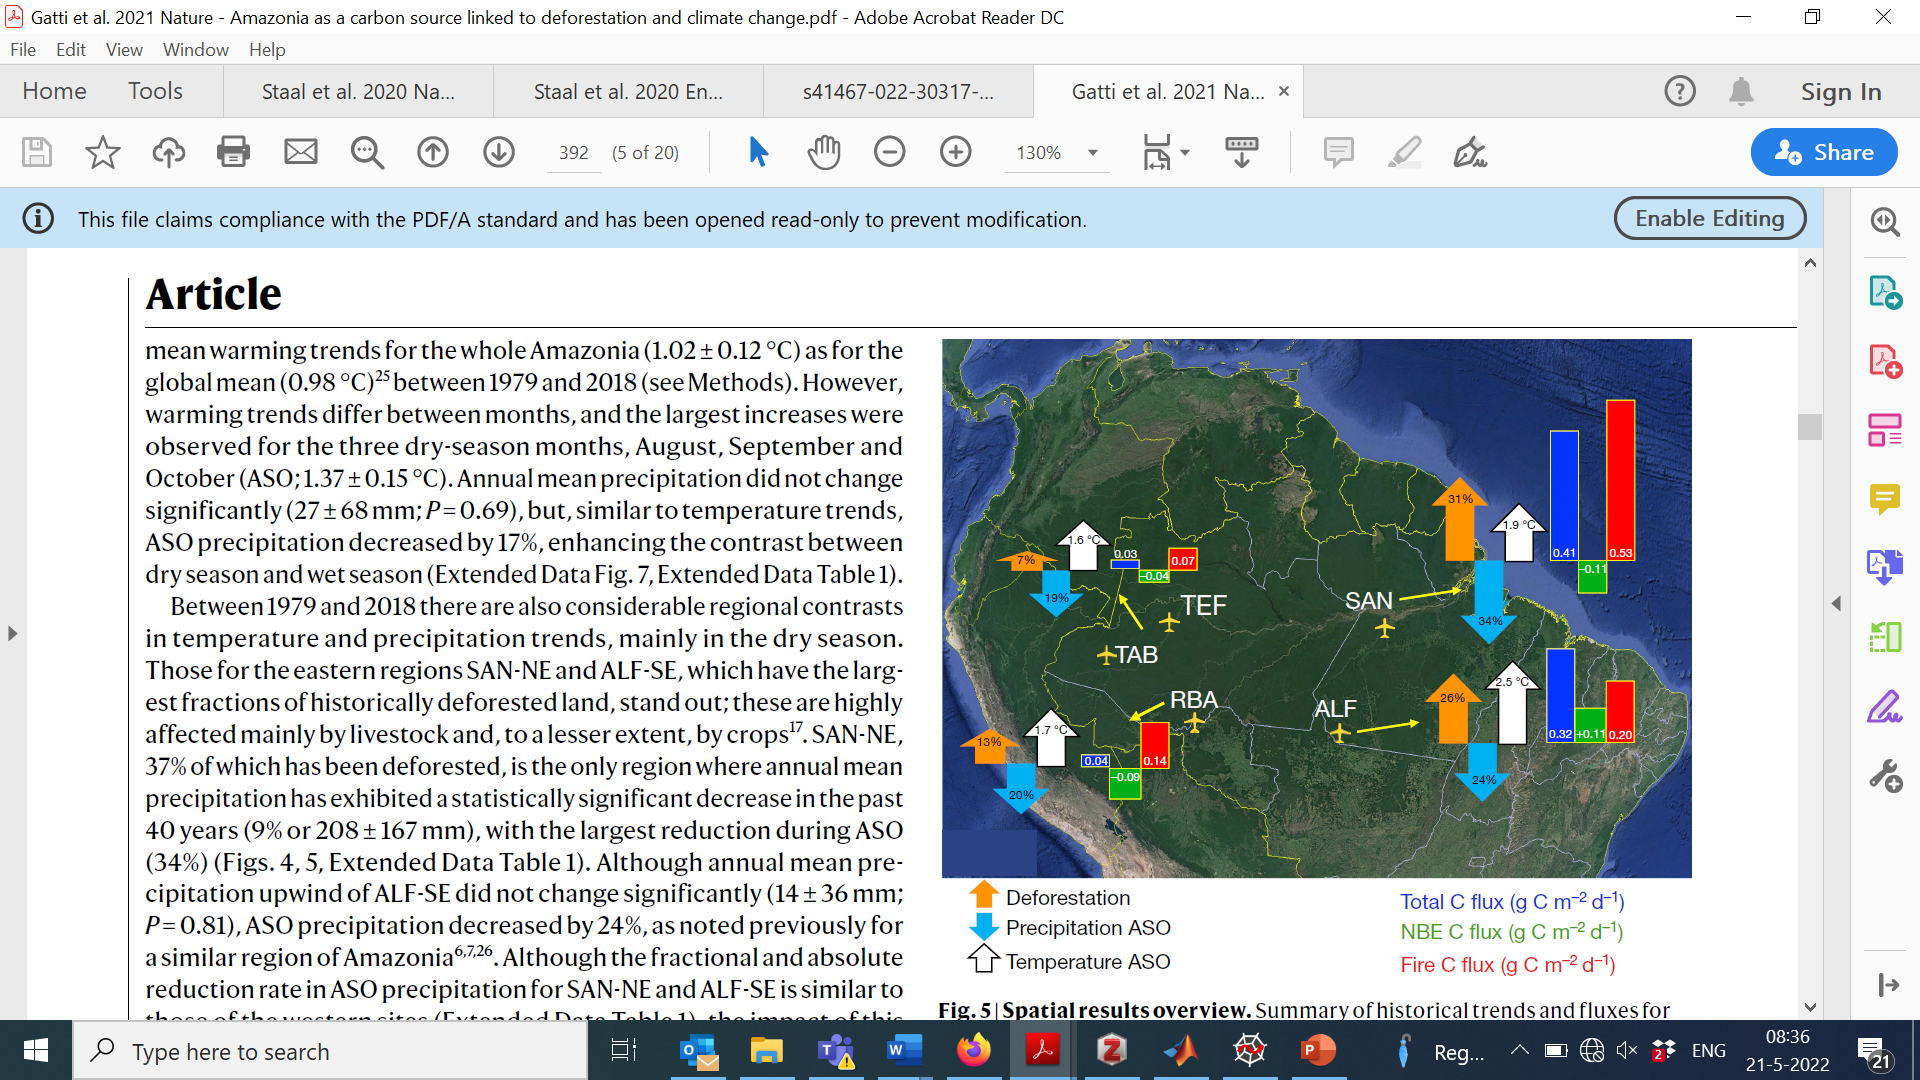 Gatti et al. 2021 Nature - Amazonia as a carbon source linked to deforestation and climate change.pdf - Adobe Acrobat Reader DC
File Edit View Window Help
Home Tools Staal et al. 2020 Na... Staal et al. 2020 En... s41467-022-30317-... Gatti et al. 2021 Na... × Sign In
392 (5 of 20) 130% Share
This file claims compliance with the PDF/A standard and has been opened read-only to prevent modification. Enable Editing
Article
mean warming trends for the whole Amazonia (1.02 ± 0.12 °C) as for the
global mean (0.98 °C)²⁵ between 1979 and 2018 (see Methods). However,
warming trends differ between months, and the largest increases were
observed for the three dry-season months, August, September and
October (ASO; 1.37 ± 0.15 °C). Annual mean precipitation did not change
significantly (27 ± 68 mm; P = 0.69), but, similar to temperature trends,
ASO precipitation decreased by 17%, enhancing the contrast between
dry season and wet season (Extended Data Fig. 7, Extended Data Table 1).
Between 1979 and 2018 there are also considerable regional contrasts
in temperature and precipitation trends, mainly in the dry season.
Those for the eastern regions SAN-NE and ALF-SE, which have the larg-
est fractions of historically deforested land, stand out; these are highly
affected mainly by livestock and, to a lesser extent, by crops¹⁷. SAN-NE,
37% of which has been deforested, is the only region where annual mean
precipitation has exhibited a statistically significant decrease in the past
40 years (9% or 208 ± 167 mm), with the largest reduction during ASO
(34%) (Figs. 4, 5, Extended Data Table 1). Although annual mean pre-
cipitation upwind of ALF-SE did not change significantly (14 ± 36 mm;
P = 0.81), ASO precipitation decreased by 24%, as noted previously for
a similar region of Amazonia⁶,⁷,²⁶. Although the fractional and absolute
reduction rate in ASO precipitation for SAN-NE and ALF-SE is similar to
those of the western sites (Extended Data Table 1), the impact of this
7% 1.6 °C 19% 0.03 −0.04 0.07
TEF
TAB
SAN
31% 1.9 °C 34% 0.41 −0.11 0.53
RBA
13% 1.7 °C 20% 0.04 −0.09 0.14
ALF
26% 2.5 °C 24% 0.32 +0.11 0.20
Deforestation
Precipitation ASO
Temperature ASO
Total C flux (g C m⁻² d⁻¹)
NBE C flux (g C m⁻² d⁻¹)
Fire C flux (g C m⁻² d⁻¹)
Fig. 5 | Spatial results overview. Summary of historical trends and fluxes for
Type here to search
Reg... ENG
08:36
21-5-2022
21